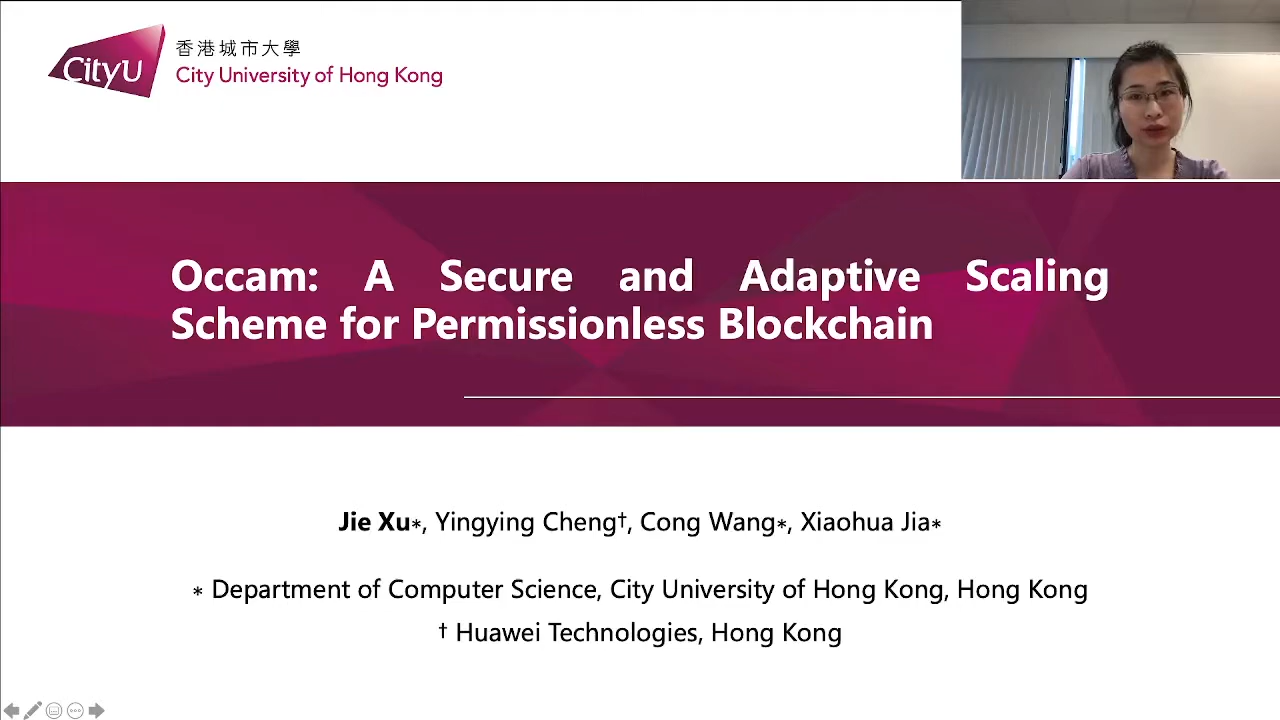 CityU
香港城市大學
City University of Hong Kong
Occam: A Secure and Adaptive Scaling
Scheme for Permissionless Blockchain
Jie Xu*, Yingying Cheng†, Cong Wang*, Xiaohua Jia*
* Department of Computer Science, City University of Hong Kong, Hong Kong
† Huawei Technologies, Hong Kong